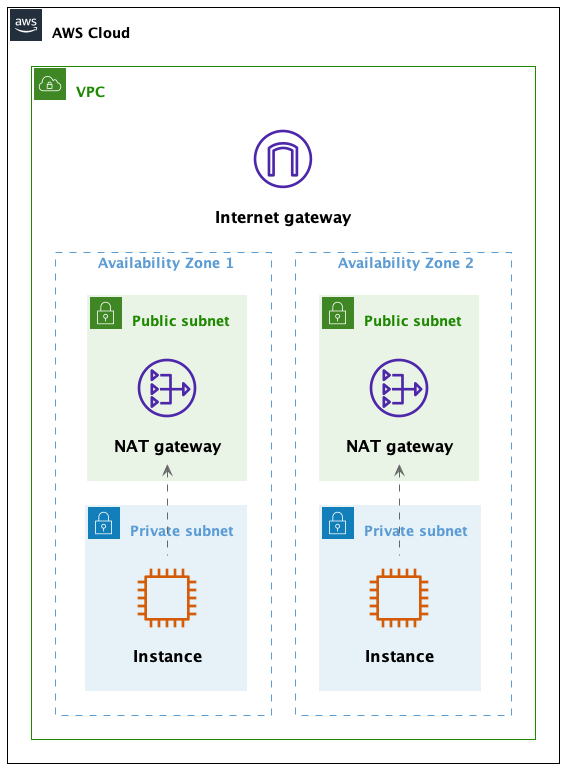 aws
AWS Cloud
VPC
Internet gateway
Availability Zone 1
Public subnet
NAT gateway
Private subnet
Instance
Availability Zone 2
Public subnet
NAT gateway
Private subnet
Instance